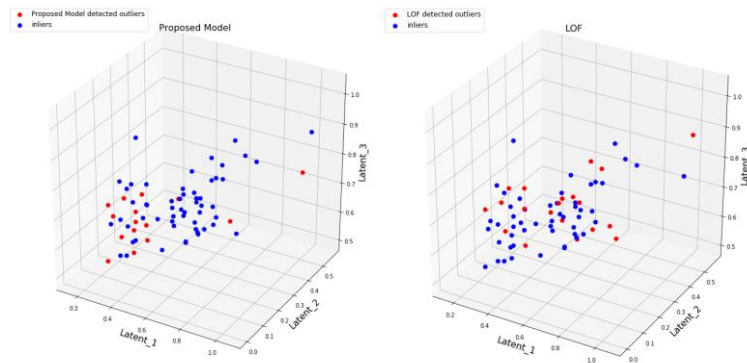 Proposed Model detected outliers
inliers
Proposed Model
1.0
0.9
0.8
0.7
0.6
0.5
Latent_3
0.2
0.4
0.6
0.8
1.0
Latent_1
0.0
0.1
0.2
0.3
0.4
0.5
Latent_2
LOF detected outliers
inliers
LOF
1.0
0.9
0.8
0.7
0.6
0.5
Latent_3
0.2
0.4
0.6
0.8
1.0
Latent_1
0.0
0.1
0.2
0.3
0.4
0.5
Latent_2